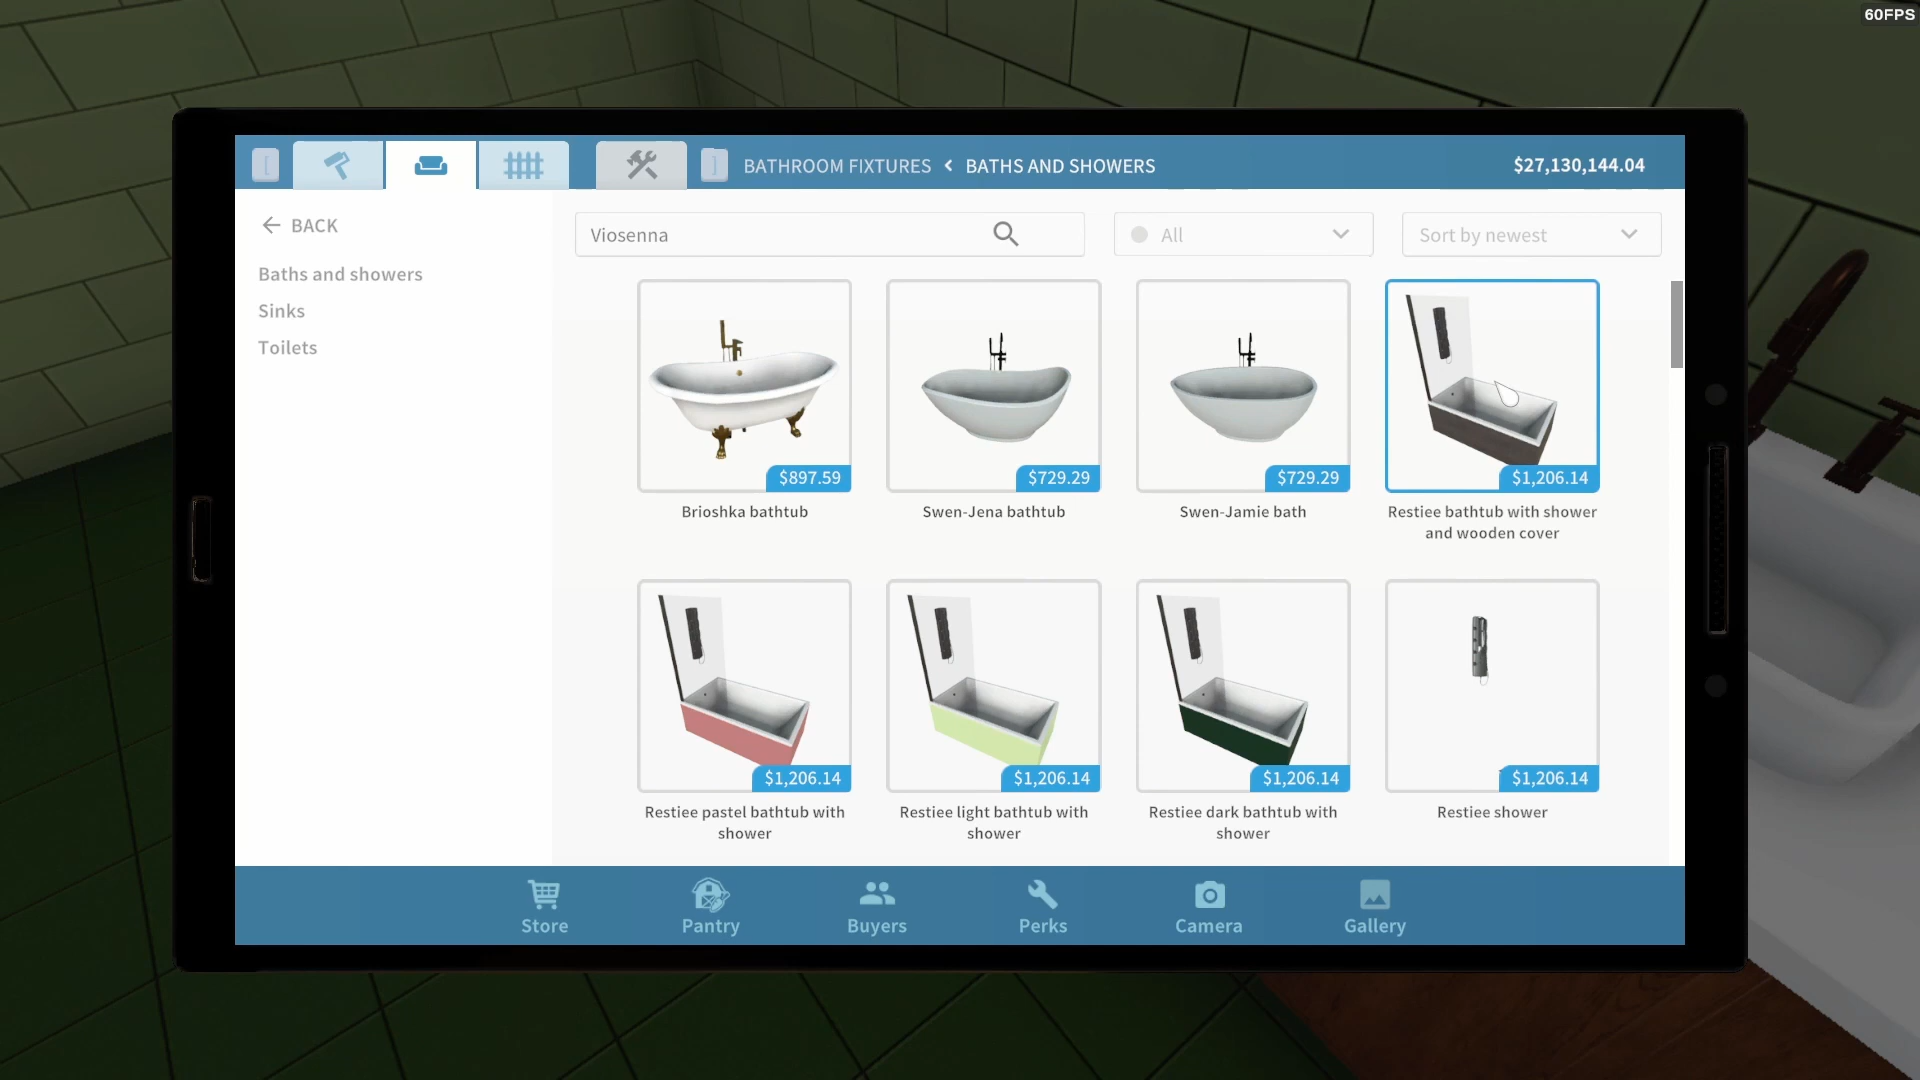 60FPS
[
]
BATHROOM FIXTURES < BATHS AND SHOWERS
$27,130,144.04
BACK
Baths and showers
Sinks
Toilets
Viosenna
All
Sort by newest
$897.59
$729.29
$729.29
$1,206.14
Brioshka bathtub
Swen-Jena bathtub
Swen-Jamie bath
Restiee bathtub with shower
and wooden cover
$1,206.14
$1,206.14
$1,206.14
$1,206.14
Restiee pastel bathtub with
shower
Restiee light bathtub with
shower
Restiee dark bathtub with
shower
Restiee shower
Store
Pantry
Buyers
Perks
Camera
Gallery